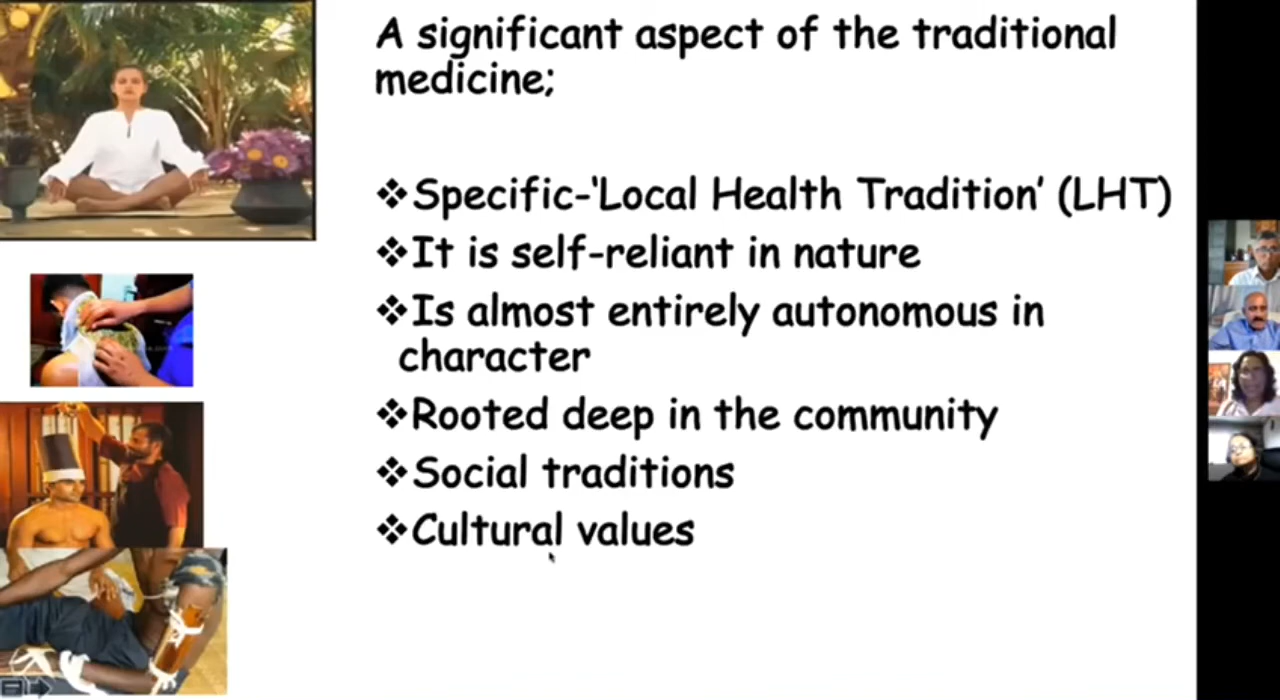 A significant aspect of the traditional
medicine;
❖Specific-'Local Health Tradition' (LHT)
❖It is self-reliant in nature
❖Is almost entirely autonomous in
character
❖Rooted deep in the community
❖Social traditions
❖Cultural values